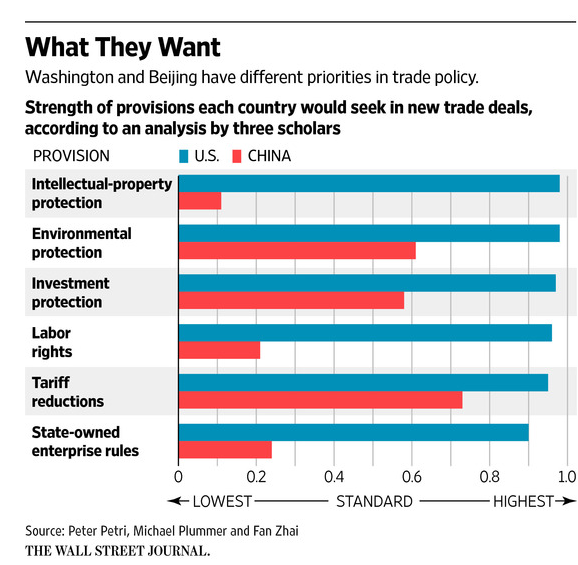 What They Want
Washington and Beijing have different priorities in trade policy.
Strength of provisions each country would seek in new trade deals,
according to an analysis by three scholars
PROVISION U.S. CHINA
Intellectual-property
protection
Environmental
protection
Investment
protection
Labor
rights
Tariff
reductions
State-owned
enterprise rules
0 0.2 0.4 0.6 0.8 1.0
LOWEST STANDARD HIGHEST
Source: Peter Petri, Michael Plummer and Fan Zhai
THE WALL STREET JOURNAL.